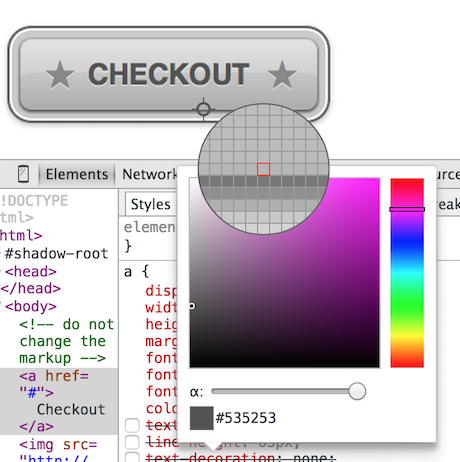 ★ CHECKOUT ★
Elements Network
urce
!DOCTYPE
tml>
html>
#shadow-root
<head>
</head>
<body>
<!-- do not
change the
markup -->
<a href=
"#">
Checkout
</a>
<img src=
"http://
Styles
reak
elemen
}
a {
disp
widt
heig
marg
font
font
font
colo
text
line-height: 65px;
text-decoration: none;
α:
#535253